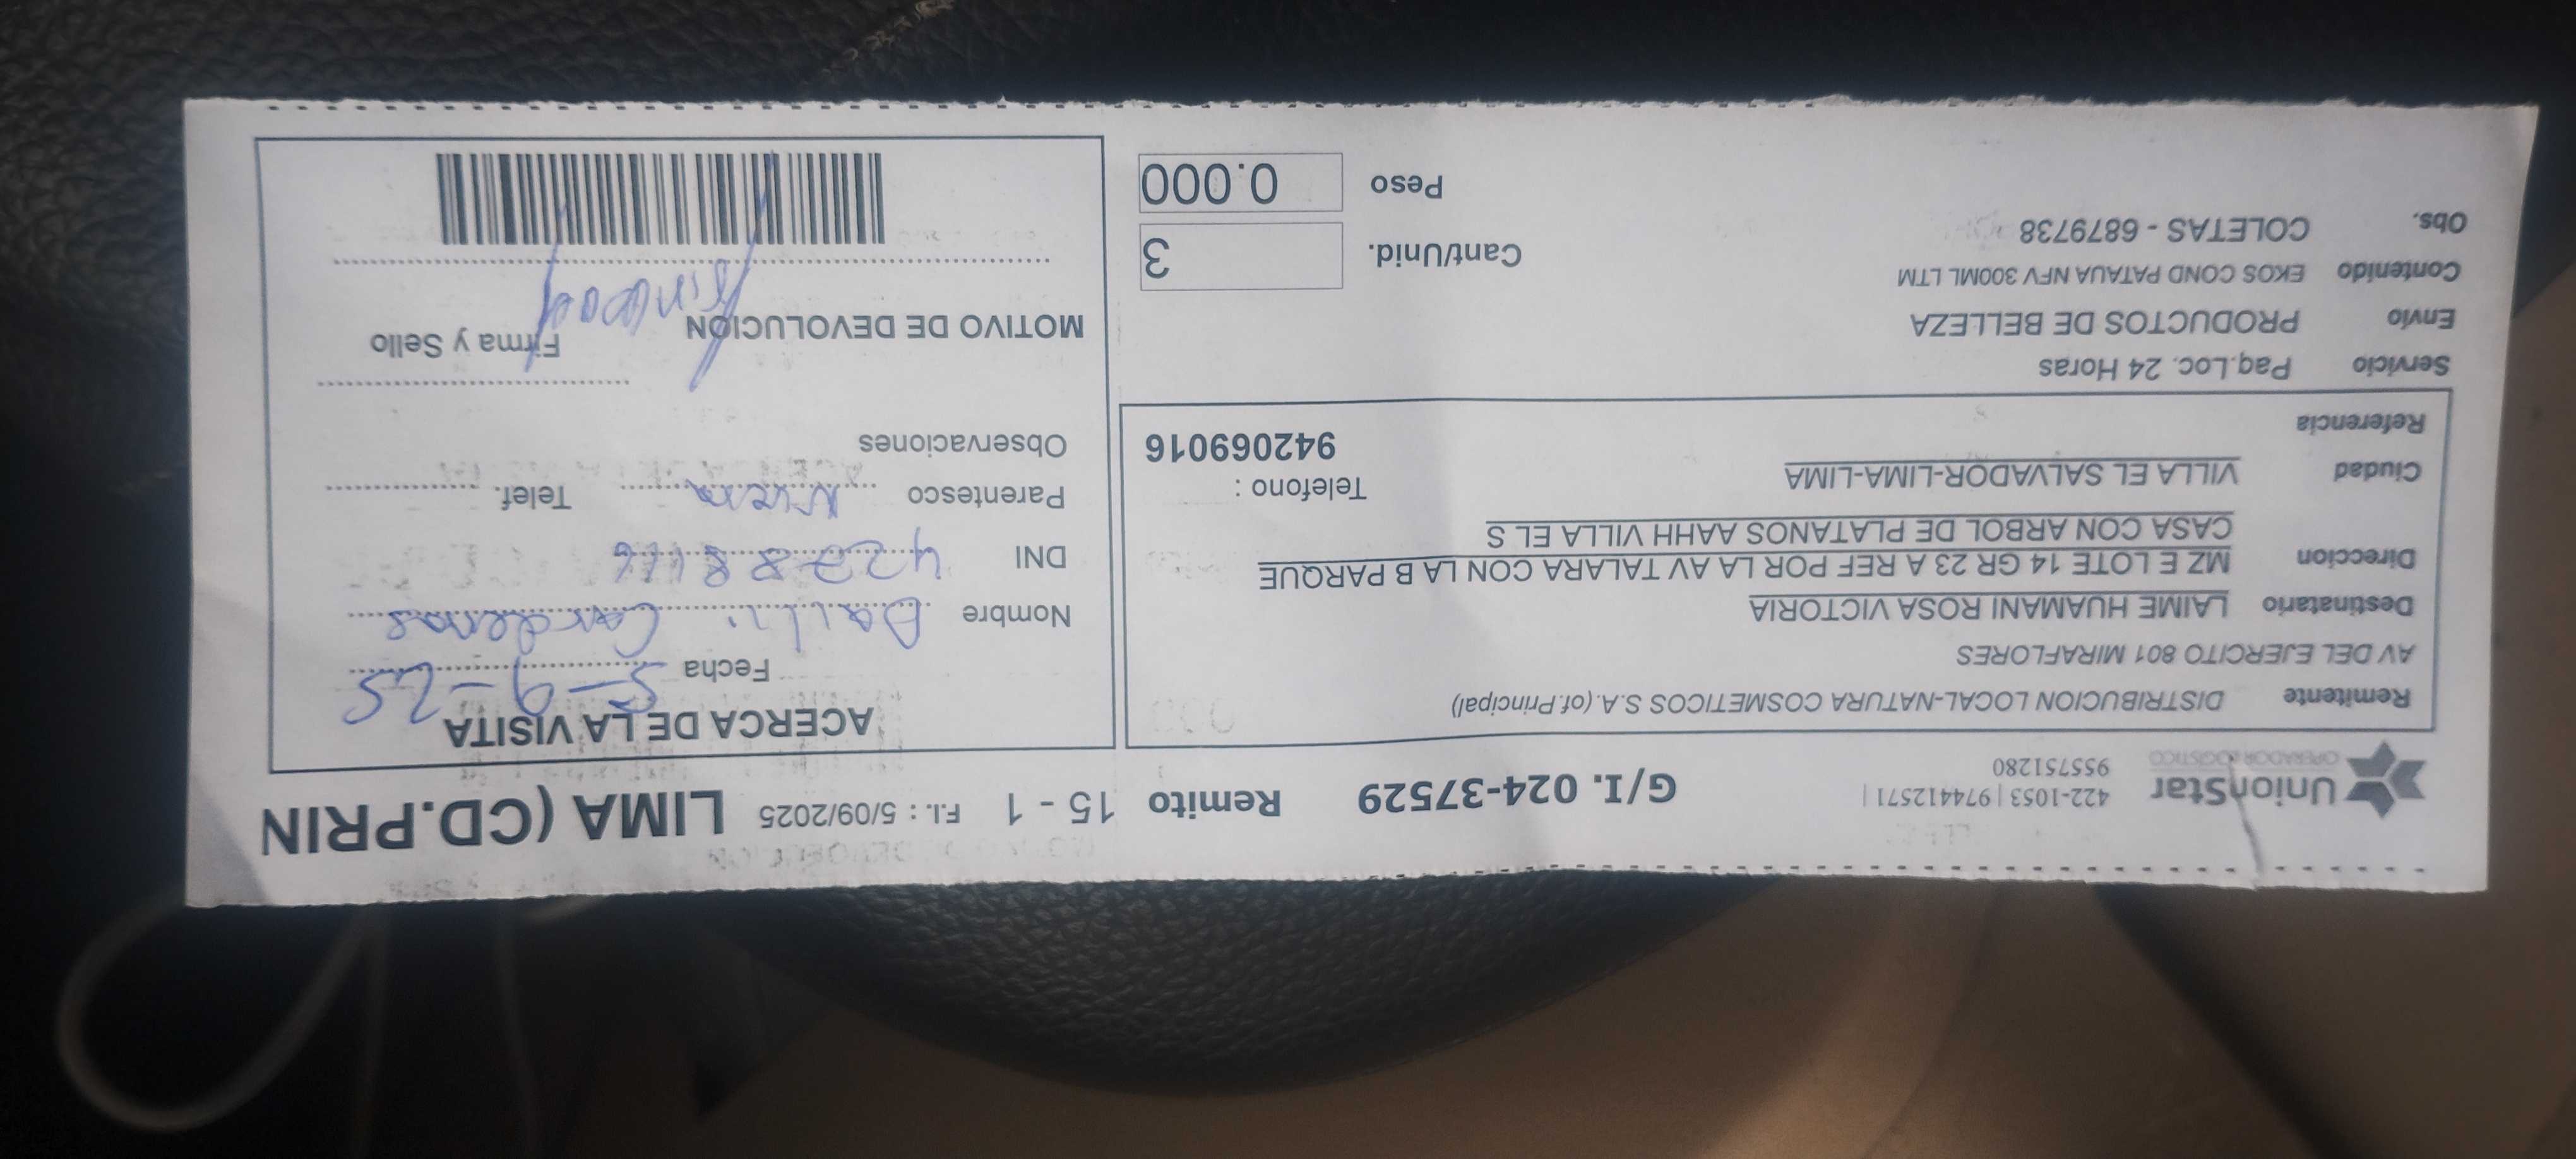 UnionStar
OPERADOR LOGISTICO
422-1053 | 974412571 |
955751280
G/I. 024-37529
Remito 15 - 1 F.I. : 5/09/2025 LIMA (CD.PRIN
Remitente DISTRIBUCION LOCAL-NATURA COSMETICOS S.A. (of.Principal)
AV DEL EJERCITO 801 MIRAFLORES
Destinatario LAIME HUAMANI ROSA VICTORIA
Direccion MZ E LOTE 14 GR 23 A REF POR LA AV TALARA CON LA B PARQUE
CASA CON ARBOL DE PLATANOS AAHH VILLA EL S
Ciudad VILLA EL SALVADOR-LIMA-LIMA
Telefono :
942069016
Referencia
Servicio Paq.Loc. 24 Horas
Envio PRODUCTOS DE BELLEZA
Contenido EKOS COND PATAUA NFV 300ML LTM
Obs. COLETAS - 6879738
Cant/Unid. 3
Peso 0.000
ACERCA DE LA VISITA
Fecha 5-9-25
Nombre Cardenas
DNI
Parentesco Nuera Telef.
Observaciones
Firma y Sello
MOTIVO DE DEVOLUCION